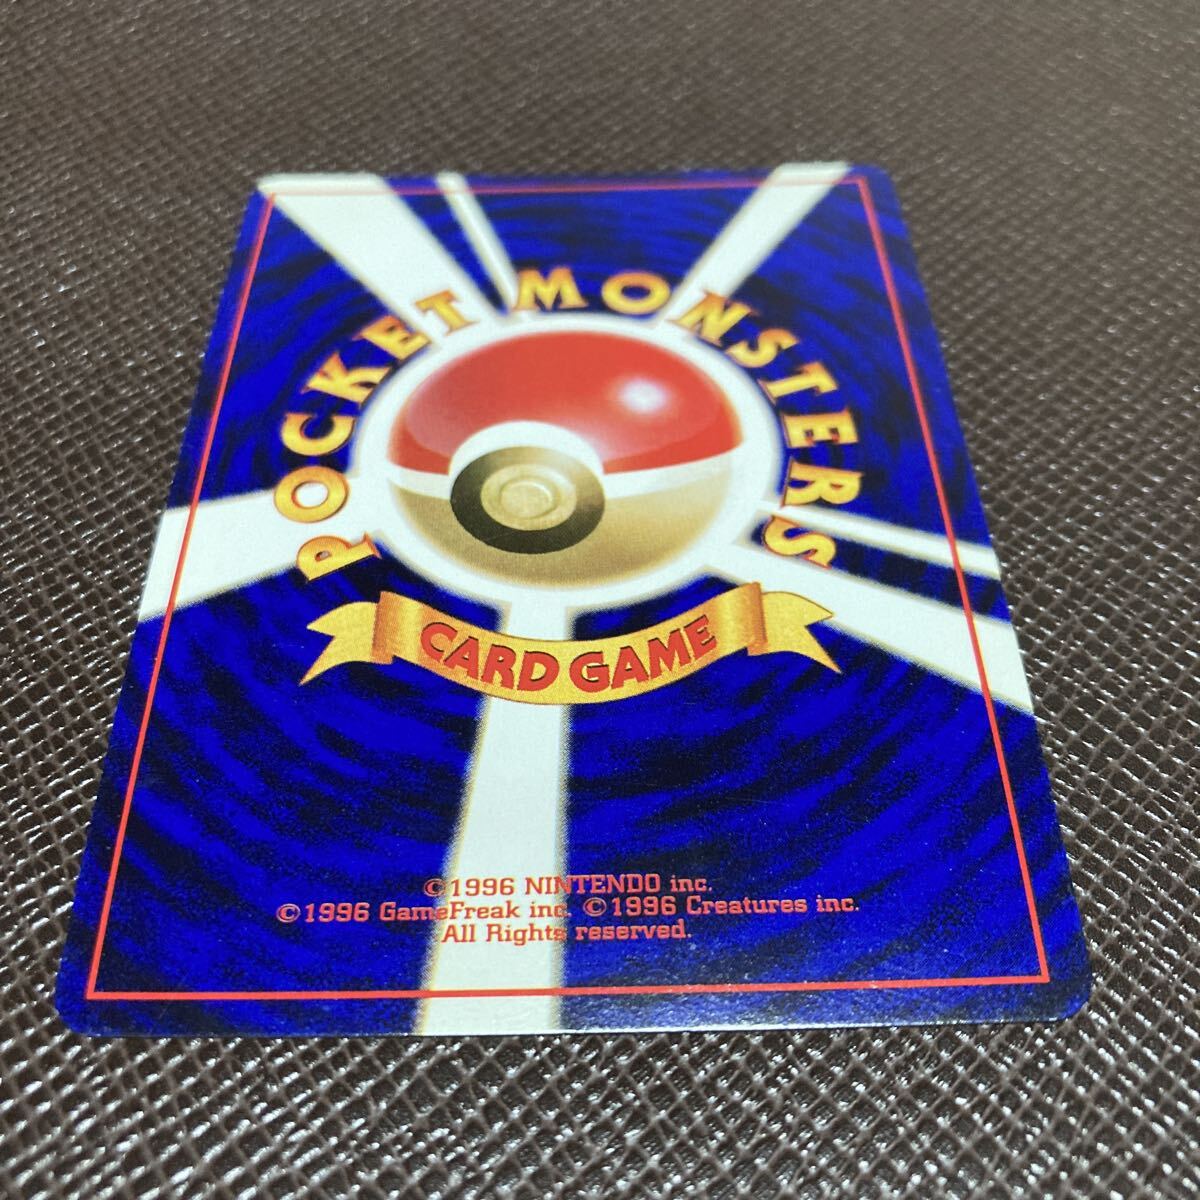 POCKET MONSTERS
CARD GAME
©1996 NINTENDO inc.
©1996 GameFreak inc. ©1996 Creatures inc.
All Rights reserved.